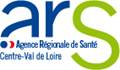 ars
Agence Régionale de Santé
Centre-Val de Loire